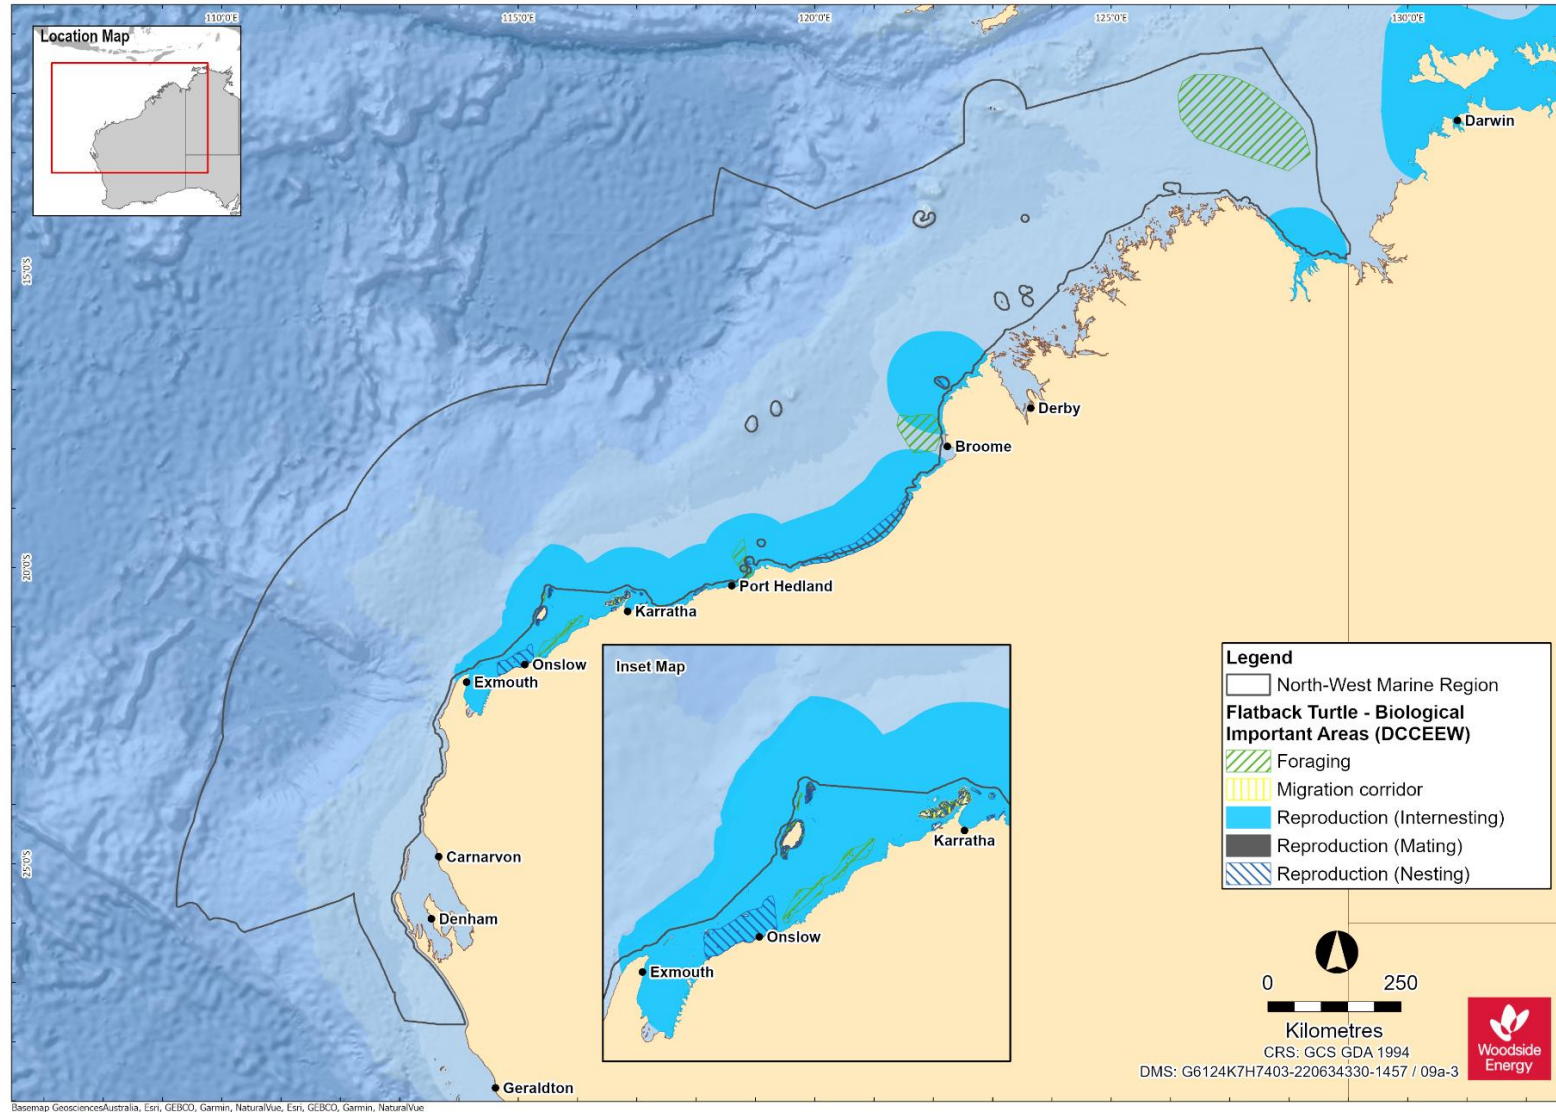 110°0'E
115°0'E
120°0'E
125°0'E
130°0'E
Location Map
Darwin
15°0'S
Derby
Broome
20°0'S
Port Hedland
Karratha
Onslow
Exmouth
Inset Map
Karratha
Onslow
Exmouth
25°0'S
Carnarvon
Denham
Geraldton
Legend
North-West Marine Region
Flatback Turtle - Biological
Important Areas (DCCEEW)
Foraging
Migration corridor
Reproduction (Internesting)
Reproduction (Mating)
Reproduction (Nesting)
0 250
Kilometres
CRS: GCS GDA 1994
DMS: G6124K7H7403-220634330-1457 / 09a-3
Woodside
Energy
Basemap GeosciencesAustralia, Esri, GEBCO, Garmin, NaturalVue, Esri, GEBCO, Garmin, NaturalVue